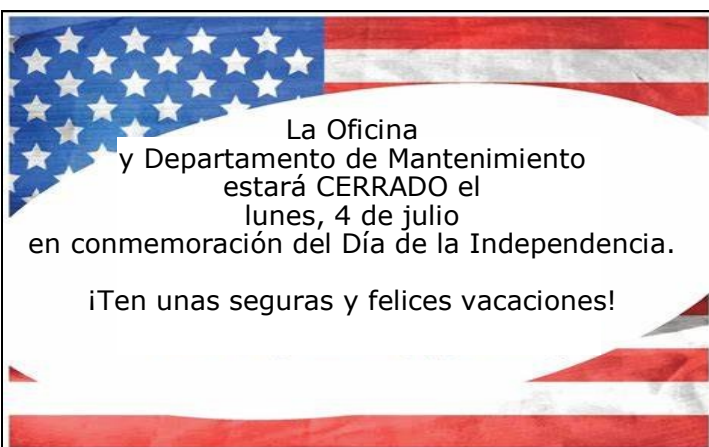 La Oficina
y Departamento de Mantenimiento
estará CERRADO el
lunes, 4 de julio
en conmemoración del Día de la Independencia.
¡Ten unas seguras y felices vacaciones!